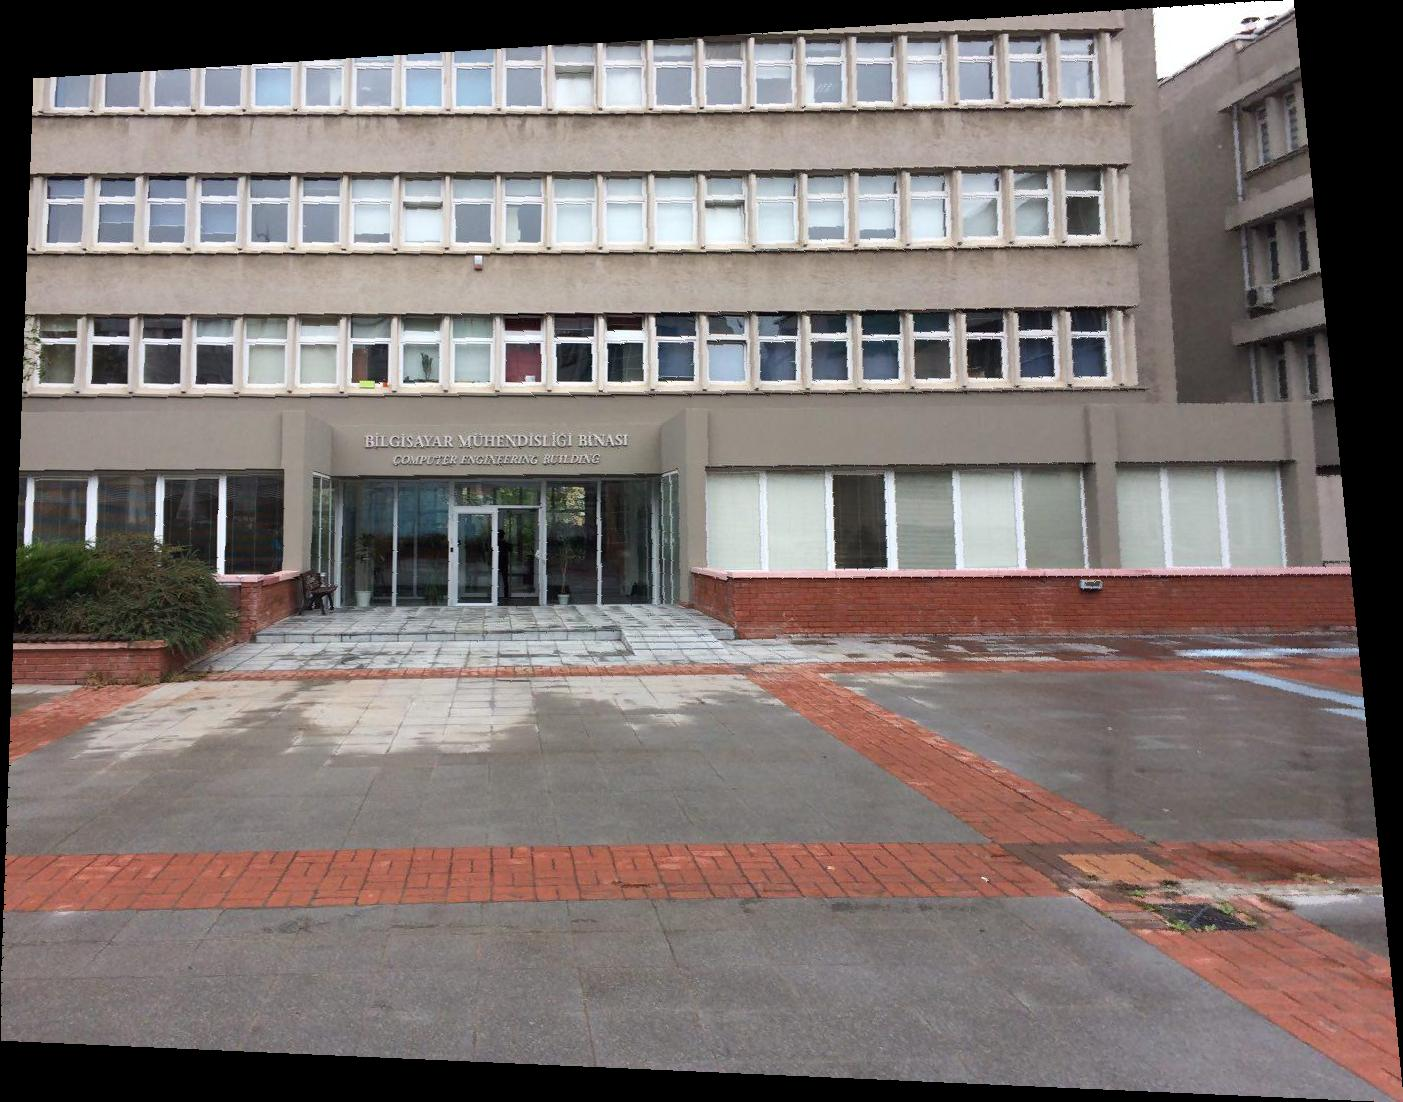 BİLGİSAYAR MÜHENDİSLİĞİ BİNASI
COMPUTER ENGINEERING BUILDING